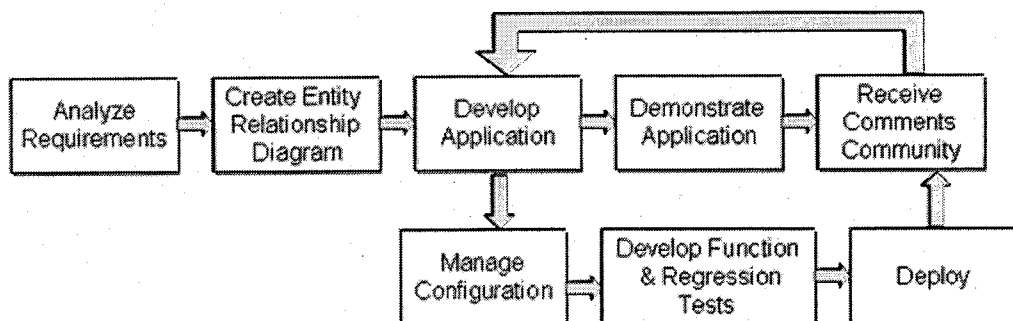 Analyze
Requirements
Create Entity
Relationship
Diagram
Develop
Application
Demonstrate
Application
Receive
Comments
Community
Manage
Configuration
Develop Function
& Regression
Tests
Deploy